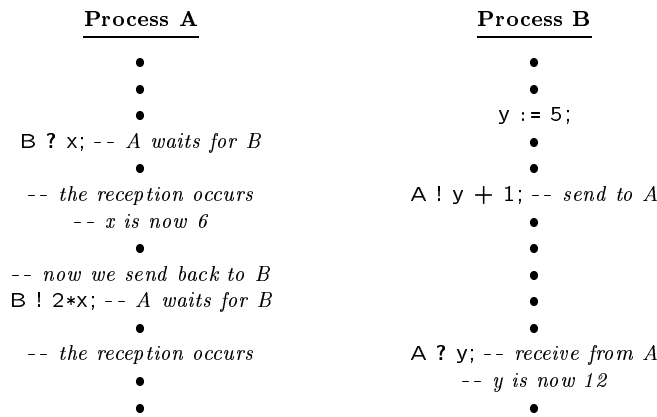 Process A
B ? x; -- A waits for B
-- the reception occurs
-- x is now 6
-- now we send back to B
B ! 2*x; -- A waits for B
-- the reception occurs
Process B
y := 5;
A ! y + 1; -- send to A
A ? y; -- receive from A
-- y is now 12